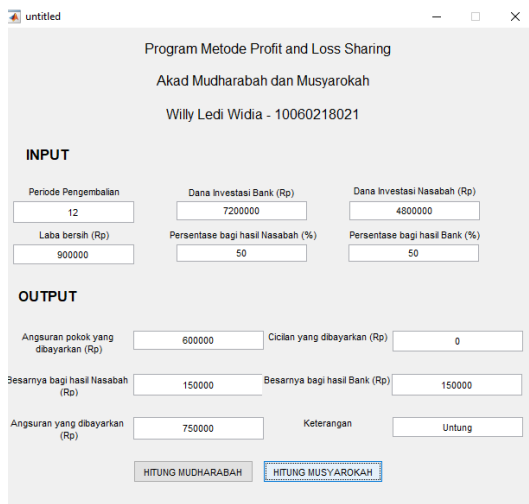 untitled
Program Metode Profit and Loss Sharing
Akad Mudharabah dan Musyarokah
Willy Ledi Widia - 10060218021
INPUT
Periode Pengembalian
Dana Investasi Bank (Rp)
Dana Investasi Nasabah (Rp)
12
7200000
4800000
Laba bersih (Rp)
Persentase bagi hasil Nasabah (%)
Persentase bagi hasil Bank (%)
900000
50
50
OUTPUT
Angsuran pokok yang
dibayarkan (Rp)
600000
Cicilan yang dibayarkan (Rp)
0
Besarnya bagi hasil Nasabah
(Rp)
150000
Besarnya bagi hasil Bank (Rp)
150000
Angsuran yang dibayarkan
(Rp)
750000
Keterangan
Untung
HITUNG MUDHARABAH
HITUNG MUSYAROKAH